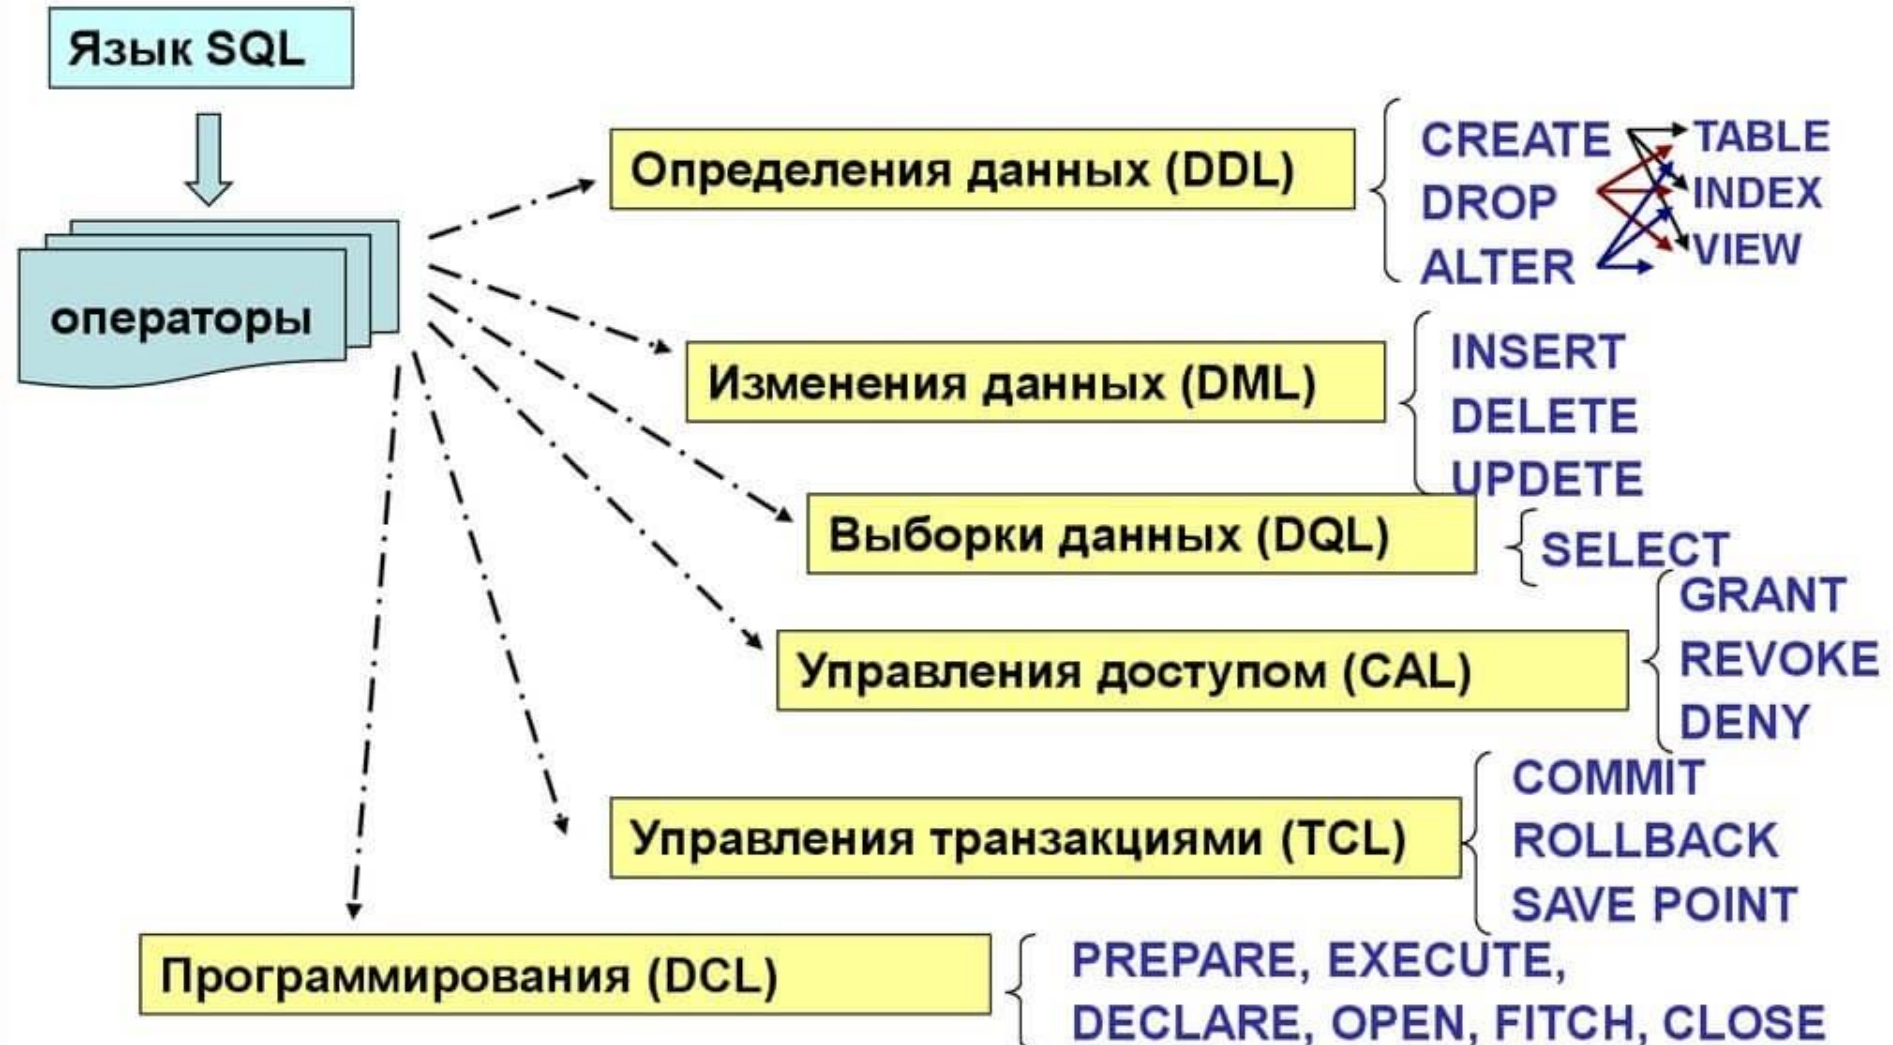 Язык SQL
операторы
Определения данных (DDL)
CREATE
DROP
ALTER
TABLE
INDEX
VIEW
Изменения данных (DML)
INSERT
DELETE
UPDETE
Выборки данных (DQL)
SELECT
Управления доступом (CAL)
GRANT
REVOKE
DENY
Управления транзакциями (TCL)
COMMIT
ROLLBACK
SAVE POINT
Программирования (DCL)
PREPARE, EXECUTE,
DECLARE, OPEN, FITCH, CLOSE